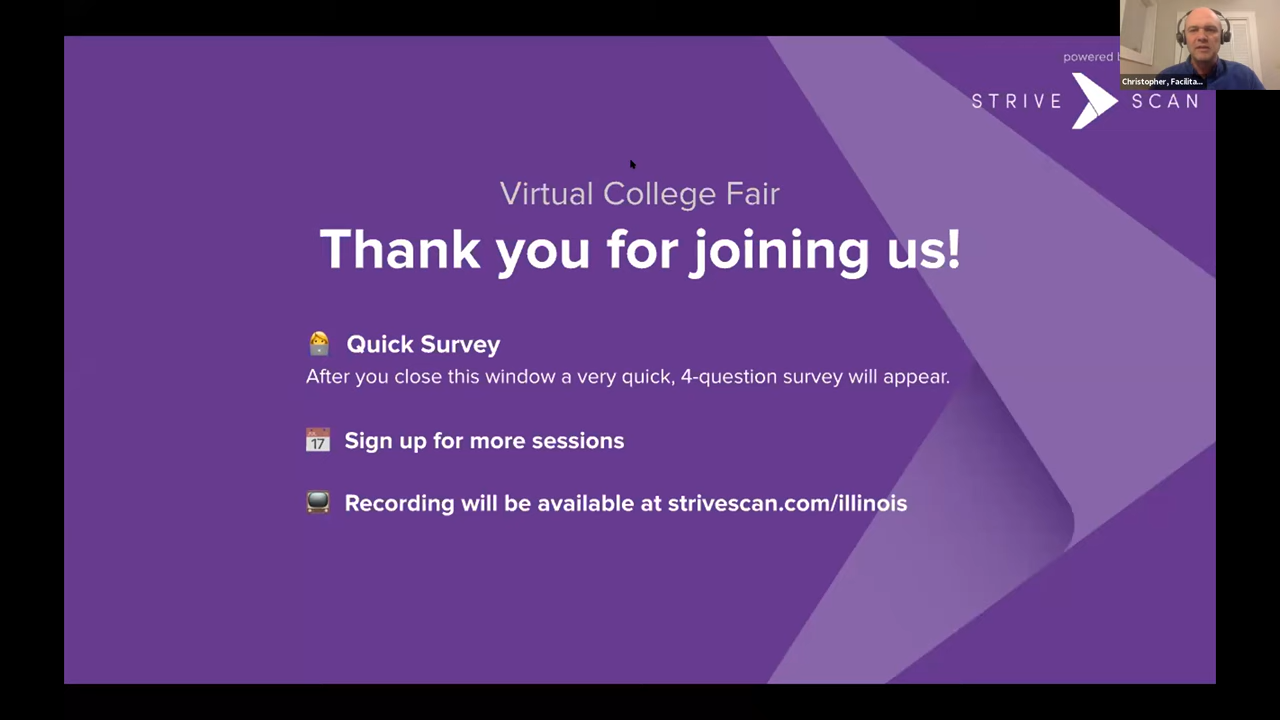 powered
STRIVE SCAN
Christopher, Facilita...
Virtual College Fair
Thank you for joining us!
Quick Survey
After you close this window a very quick, 4-question survey will appear.
17
Sign up for more sessions
Recording will be available at strivescan.com/illinois